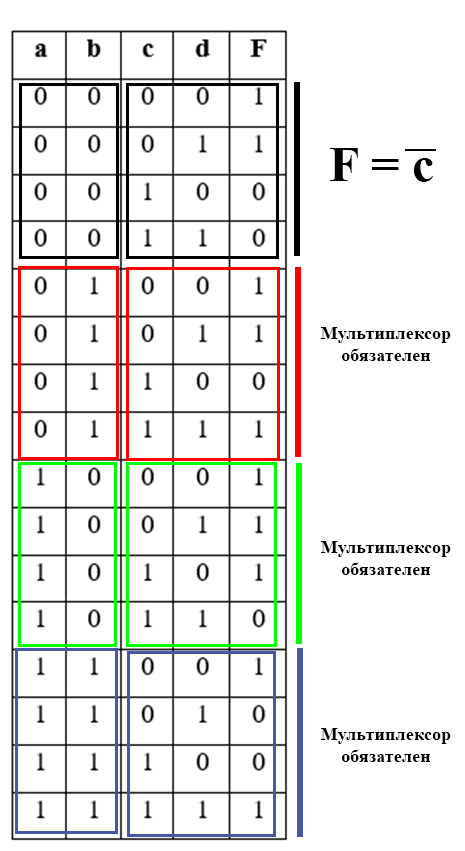 a b c d F
0 0 0 0 1
0 0 0 1 1
0 0 1 0 0
0 0 1 1 0
F = c̅
0 1 0 0 1
0 1 0 1 1
0 1 1 0 0
0 1 1 1 1
Мультиплексор
обязателен
1 0 0 0 1
1 0 0 1 1
1 0 1 0 1
1 0 1 1 0
Мультиплексор
обязателен
1 1 0 0 1
1 1 0 1 0
1 1 1 0 0
1 1 1 1 1
Мультиплексор
обязателен